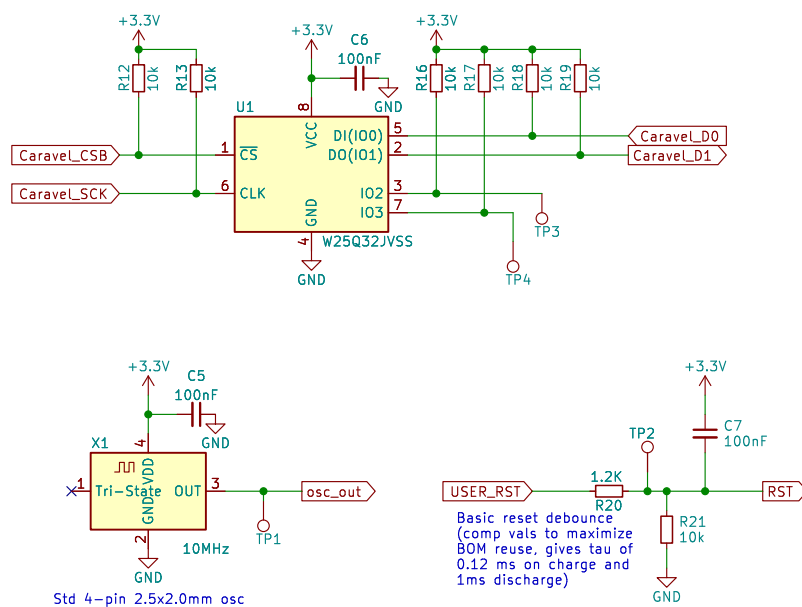 +3.3V
+3.3V
+3.3V
C6
100nF
R12
10k
R13
10k
R16
10k
R17
10k
R18
10k
R19
10k
GND
U1
8
VCC
DI(IO0)
5
Caravel_D0
Caravel_CSB
1
CS
DO(IO1)
2
Caravel_D1
Caravel_SCK
6
CLK
IO2
3
IO3
7
GND
4
W25Q32JVSS
TP3
TP4
GND
+3.3V
C5
100nF
GND
X1
4
VDD
1
Tri-State
OUT
3
osc_out
GND
2
10MHz
TP1
GND
Std 4-pin 2.5x2.0mm osc
+3.3V
C7
100nF
TP2
USER_RST
1.2K
R20
RST
R21
10k
GND
Basic reset debounce
(comp vals to maximize
BOM reuse, gives tau of
0.12 ms on charge and
1ms discharge)